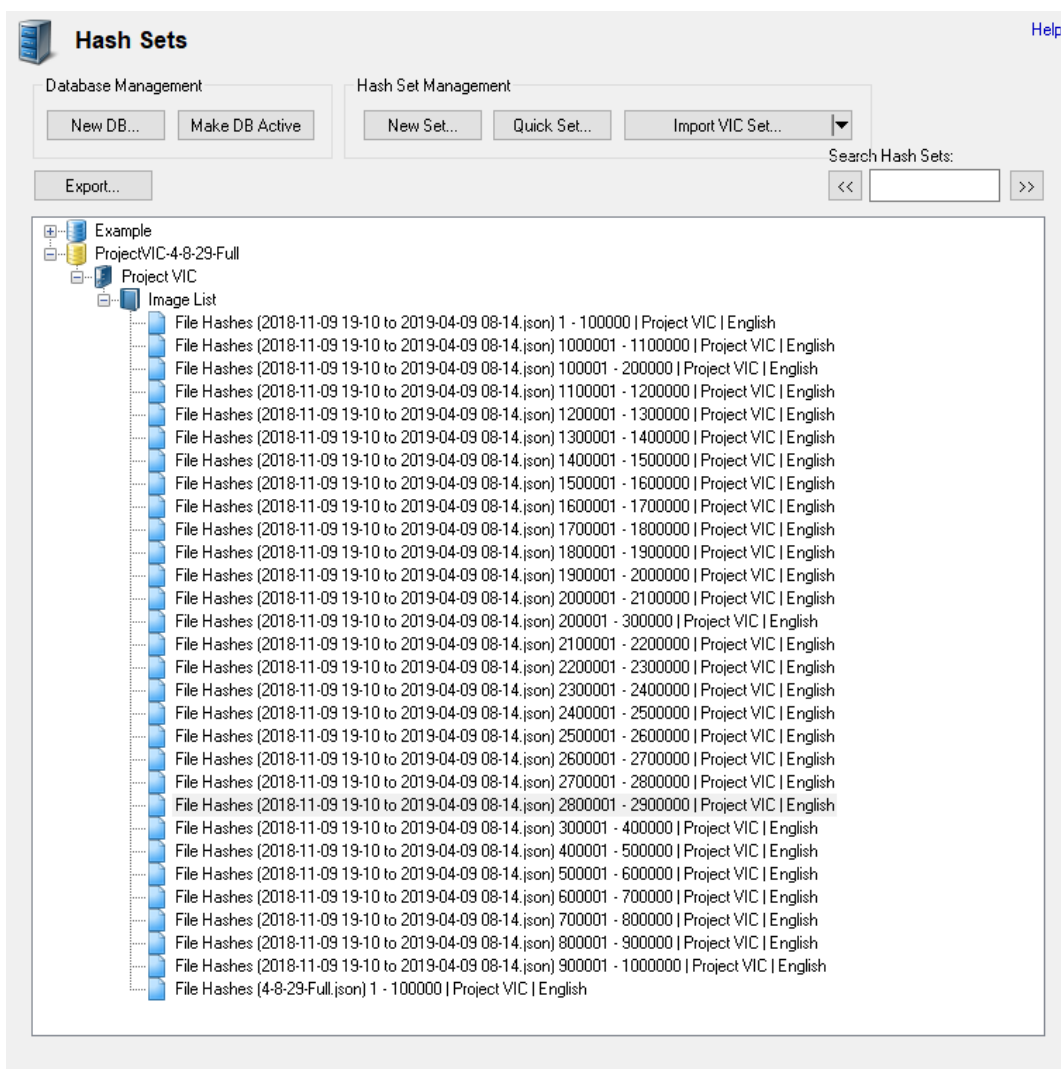 Hash Sets
Help
Database Management
Hash Set Management
New DB...
Make DB Active
New Set...
Quick Set...
Import VIC Set...
Search Hash Sets:
Export...
<<
>>
Example
ProjectVIC-4-8-29-Full
Project VIC
Image List
File Hashes (2018-11-09 19-10 to 2019-04-09 08-14.json) 1 - 100000 | Project VIC | English
File Hashes (2018-11-09 19-10 to 2019-04-09 08-14.json) 1000001 - 1100000 | Project VIC | English
File Hashes (2018-11-09 19-10 to 2019-04-09 08-14.json) 100001 - 200000 | Project VIC | English
File Hashes (2018-11-09 19-10 to 2019-04-09 08-14.json) 1100001 - 1200000 | Project VIC | English
File Hashes (2018-11-09 19-10 to 2019-04-09 08-14.json) 1200001 - 1300000 | Project VIC | English
File Hashes (2018-11-09 19-10 to 2019-04-09 08-14.json) 1300001 - 1400000 | Project VIC | English
File Hashes (2018-11-09 19-10 to 2019-04-09 08-14.json) 1400001 - 1500000 | Project VIC | English
File Hashes (2018-11-09 19-10 to 2019-04-09 08-14.json) 1500001 - 1600000 | Project VIC | English
File Hashes (2018-11-09 19-10 to 2019-04-09 08-14.json) 1600001 - 1700000 | Project VIC | English
File Hashes (2018-11-09 19-10 to 2019-04-09 08-14.json) 1700001 - 1800000 | Project VIC | English
File Hashes (2018-11-09 19-10 to 2019-04-09 08-14.json) 1800001 - 1900000 | Project VIC | English
File Hashes (2018-11-09 19-10 to 2019-04-09 08-14.json) 1900001 - 2000000 | Project VIC | English
File Hashes (2018-11-09 19-10 to 2019-04-09 08-14.json) 2000001 - 2100000 | Project VIC | English
File Hashes (2018-11-09 19-10 to 2019-04-09 08-14.json) 200001 - 300000 | Project VIC | English
File Hashes (2018-11-09 19-10 to 2019-04-09 08-14.json) 2100001 - 2200000 | Project VIC | English
File Hashes (2018-11-09 19-10 to 2019-04-09 08-14.json) 2200001 - 2300000 | Project VIC | English
File Hashes (2018-11-09 19-10 to 2019-04-09 08-14.json) 2300001 - 2400000 | Project VIC | English
File Hashes (2018-11-09 19-10 to 2019-04-09 08-14.json) 2400001 - 2500000 | Project VIC | English
File Hashes (2018-11-09 19-10 to 2019-04-09 08-14.json) 2500001 - 2600000 | Project VIC | English
File Hashes (2018-11-09 19-10 to 2019-04-09 08-14.json) 2600001 - 2700000 | Project VIC | English
File Hashes (2018-11-09 19-10 to 2019-04-09 08-14.json) 2700001 - 2800000 | Project VIC | English
File Hashes (2018-11-09 19-10 to 2019-04-09 08-14.json) 2800001 - 2900000 | Project VIC | English
File Hashes (2018-11-09 19-10 to 2019-04-09 08-14.json) 300001 - 400000 | Project VIC | English
File Hashes (2018-11-09 19-10 to 2019-04-09 08-14.json) 400001 - 500000 | Project VIC | English
File Hashes (2018-11-09 19-10 to 2019-04-09 08-14.json) 500001 - 600000 | Project VIC | English
File Hashes (2018-11-09 19-10 to 2019-04-09 08-14.json) 600001 - 700000 | Project VIC | English
File Hashes (2018-11-09 19-10 to 2019-04-09 08-14.json) 700001 - 800000 | Project VIC | English
File Hashes (2018-11-09 19-10 to 2019-04-09 08-14.json) 800001 - 900000 | Project VIC | English
File Hashes (2018-11-09 19-10 to 2019-04-09 08-14.json) 900001 - 1000000 | Project VIC | English
File Hashes (4-8-29-Full.json) 1 - 100000 | Project VIC | English